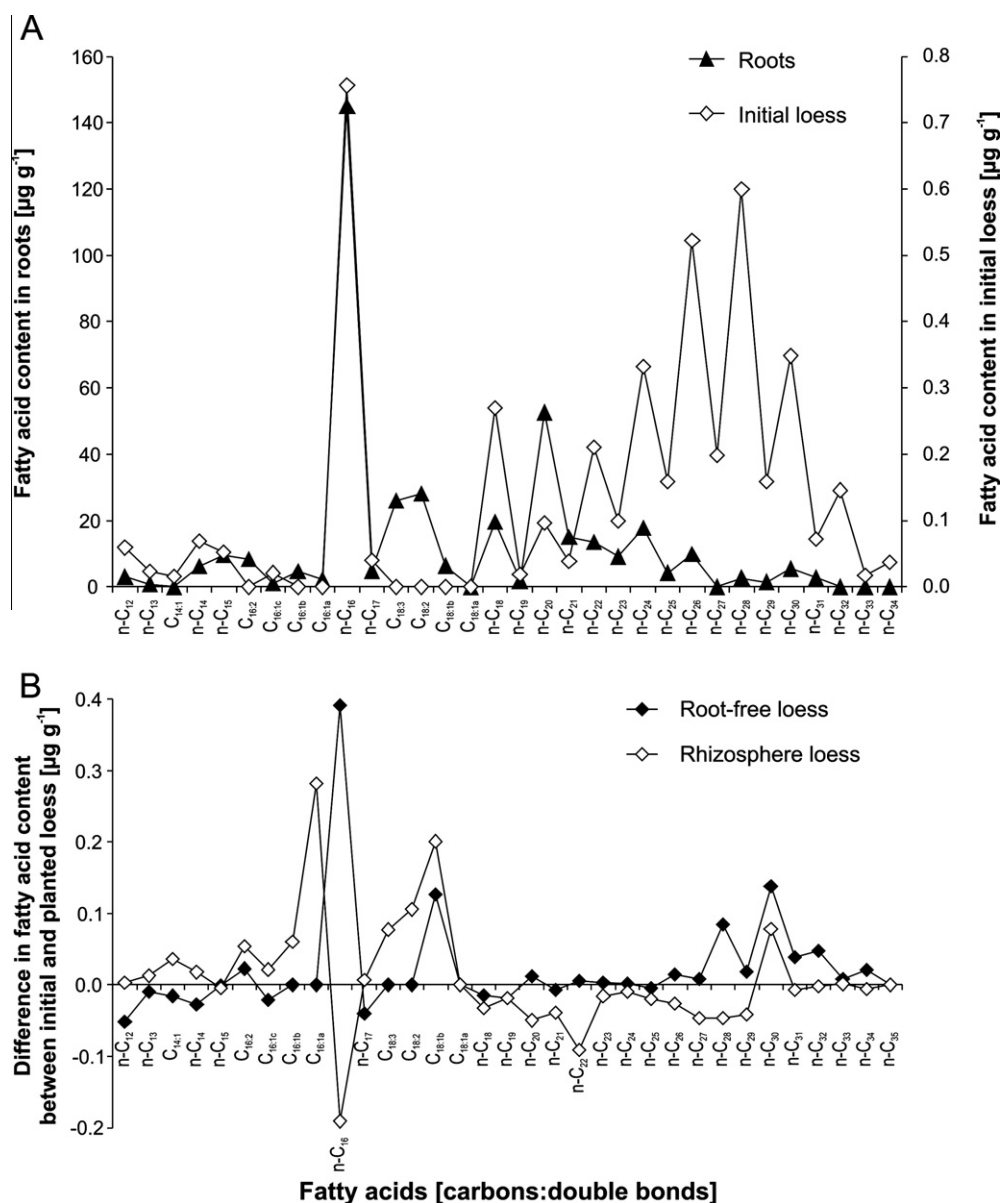 A
Roots
Initial loess
Fatty acid content in roots [µg g⁻¹]
160
140
120
100
80
60
40
20
0
Fatty acid content in initial loess [µg g⁻¹]
0.8
0.7
0.6
0.5
0.4
0.3
0.2
0.1
0.0
n-C₁₂
n-C₁₃
C₁₄:₁
n-C₁₄
n-C₁₅
C₁₆:₂
C₁₆:₁c
C₁₆:₁b
C₁₆:₁a
n-C₁₆
n-C₁₇
C₁₈:₃
C₁₈:₂
C₁₈:₁b
C₁₈:₁a
n-C₁₈
n-C₁₉
n-C₂₀
n-C₂₁
n-C₂₂
n-C₂₃
n-C₂₄
n-C₂₅
n-C₂₆
n-C₂₇
n-C₂₈
n-C₂₉
n-C₃₀
n-C₃₁
n-C₃₂
n-C₃₃
n-C₃₄
B
Root-free loess
Rhizosphere loess
Difference in fatty acid content
between initial and planted loess [µg g⁻¹]
0.4
0.3
0.2
0.1
0.0
-0.1
-0.2
n-C₁₂
n-C₁₃
C₁₄:₁
n-C₁₄
n-C₁₅
C₁₆:₂
C₁₆:₁c
C₁₆:₁b
C₁₆:₁a
n-C₁₆
n-C₁₇
C₁₈:₃
C₁₈:₂
C₁₈:₁b
C₁₈:₁a
n-C₁₈
n-C₁₉
n-C₂₀
n-C₂₁
n-C₂₂
n-C₂₃
n-C₂₄
n-C₂₅
n-C₂₆
n-C₂₇
n-C₂₈
n-C₂₉
n-C₃₀
n-C₃₁
n-C₃₂
n-C₃₃
n-C₃₄
n-C₃₅
Fatty acids [carbons:double bonds]